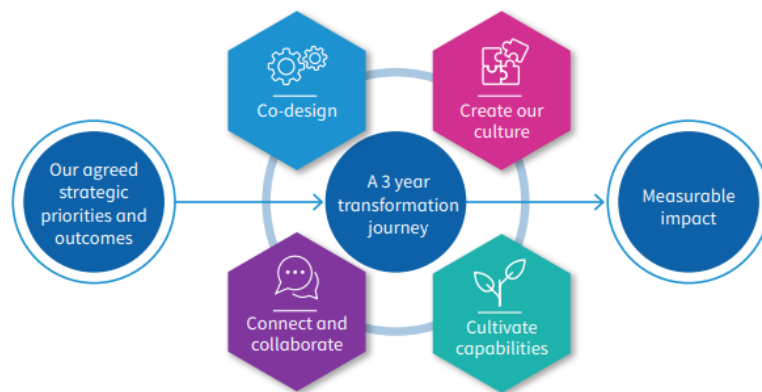 Co-design
Create our
culture
Our agreed
strategic
priorities and
outcomes
A 3 year
transformation
journey
Measurable
impact
Connect and
collaborate
Cultivate
capabilities